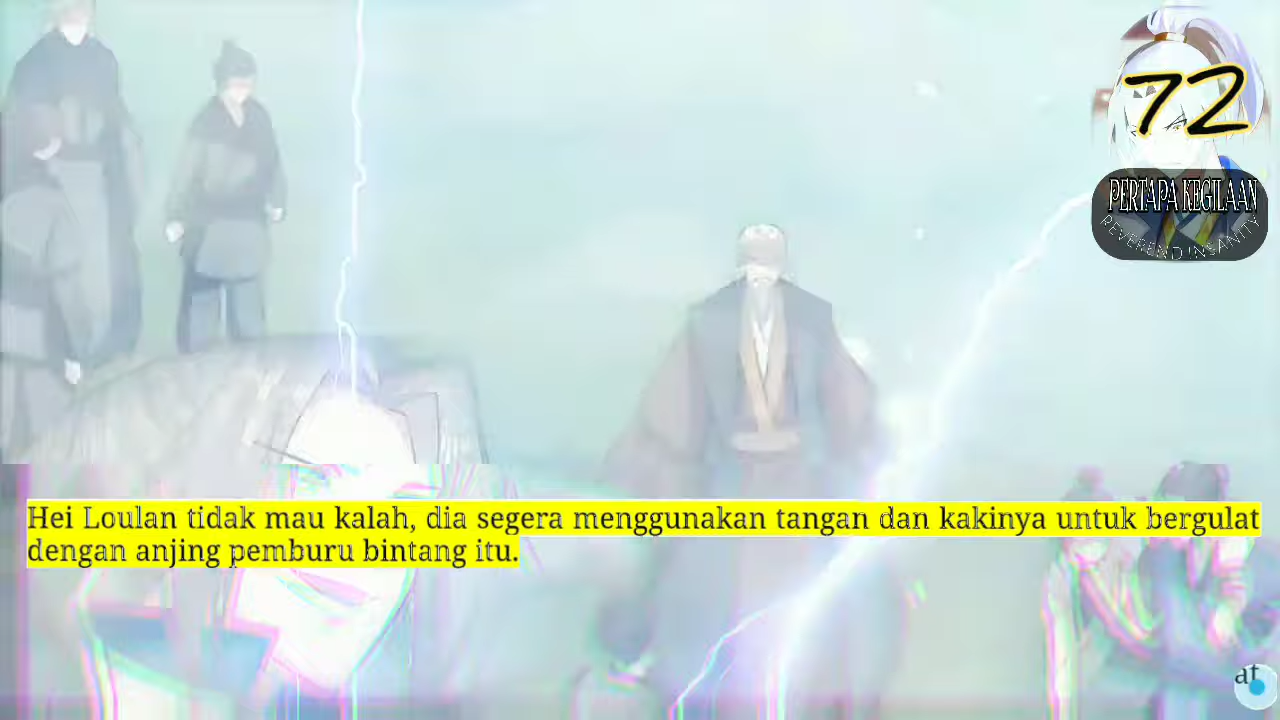 72
PERTAPA KEGILAAN
REVEREND INSANITY
Hei Loulan tidak mau kalah, dia segera menggunakan tangan dan kakinya untuk bergulat
dengan anjing pemburu bintang itu.
at